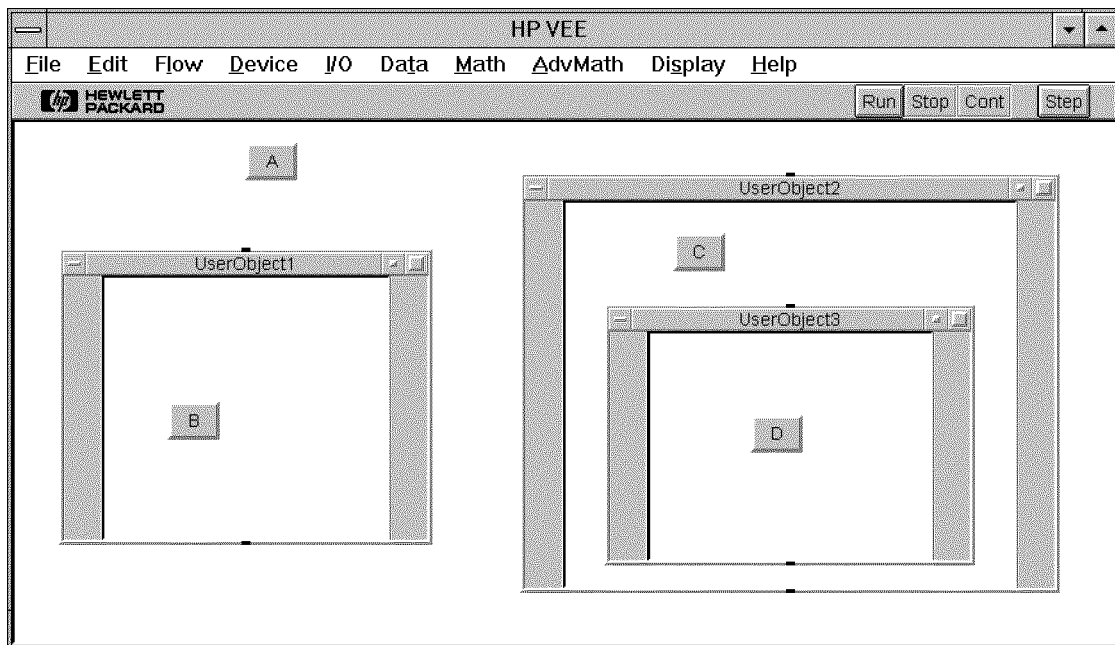 HP VEE
File Edit Flow Device I/O Data Math AdvMath Display Help
hp HEWLETT PACKARD Run Stop Cont Step
A
UserObject2
C
UserObject1
UserObject3
B
D